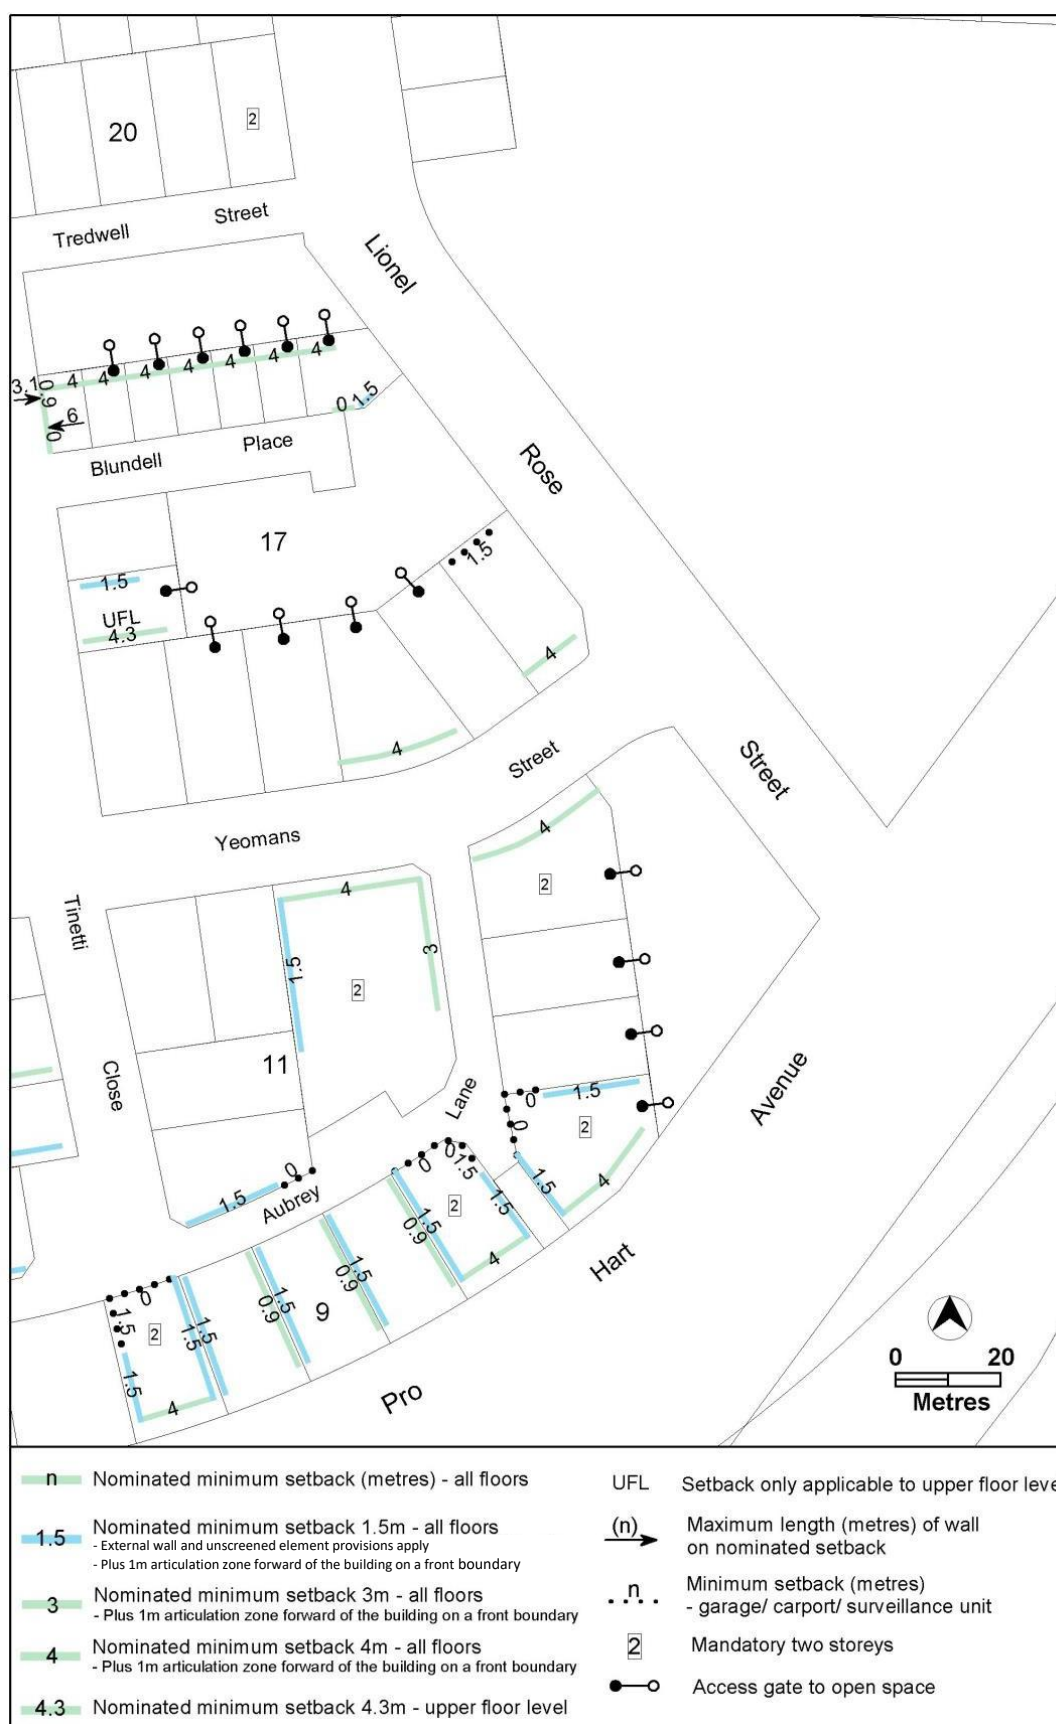 20
2
Tredwell Street
Lionel
4 4 4 4 4 4 4
3.1
0.9
6
0
0 1.5
Blundell Place
Rose
17
1.5
1.5
UFL
4.3
4
4
Street
Street
4
Yeomans
2
4
Tinetti
3
1.5
2
11
Close
Lane
Avenue
0 1.5
0
2
0
1.5
Aubrey
0 0 1.5
1.5
4
2
1.5
1.5
0.9
4
Hart
1.5
0.9
1.5
0.9
9
0
1.5
2
1.5
1.5
1.5
4
Pro
0 20
Metres
n Nominated minimum setback (metres) - all floors
1.5 Nominated minimum setback 1.5m - all floors
- External wall and unscreened element provisions apply
- Plus 1m articulation zone forward of the building on a front boundary
3 Nominated minimum setback 3m - all floors
- Plus 1m articulation zone forward of the building on a front boundary
4 Nominated minimum setback 4m - all floors
- Plus 1m articulation zone forward of the building on a front boundary
4.3 Nominated minimum setback 4.3m - upper floor level
UFL Setback only applicable to upper floor leve
(n) Maximum length (metres) of wall
on nominated setback
n Minimum setback (metres)
- garage/ carport/ surveillance unit
2 Mandatory two storeys
Access gate to open space